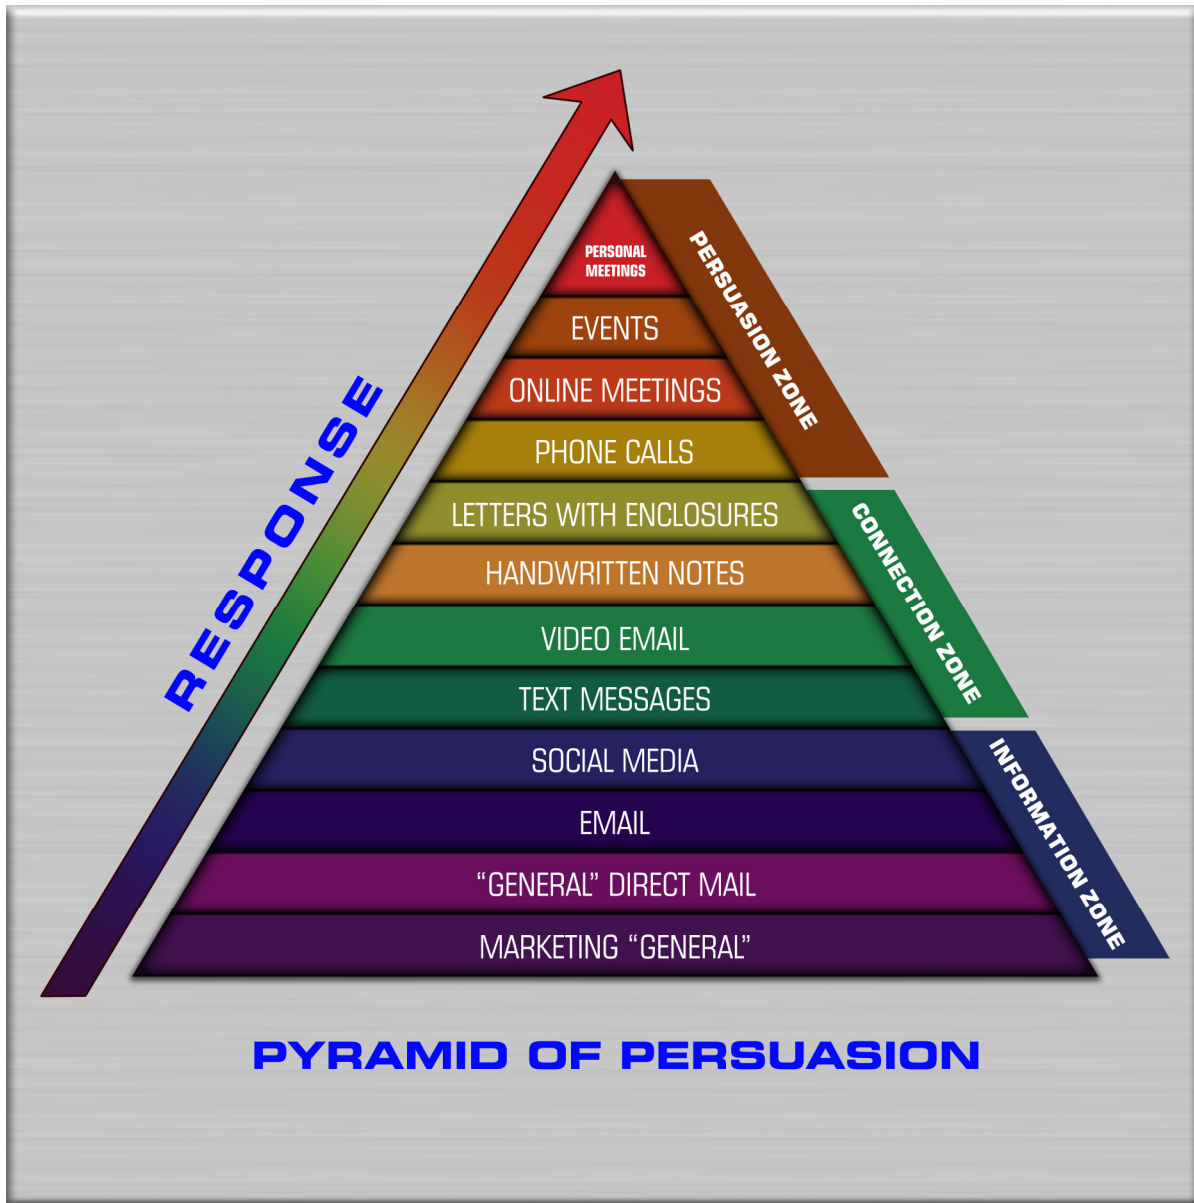 PERSONAL
MEETINGS
EVENTS
ONLINE MEETINGS
PHONE CALLS
LETTERS WITH ENCLOSURES
HANDWRITTEN NOTES
VIDEO EMAIL
TEXT MESSAGES
SOCIAL MEDIA
EMAIL
“GENERAL” DIRECT MAIL
MARKETING “GENERAL”
RESPONSE
PERSUASION ZONE
CONNECTION ZONE
INFORMATION ZONE
PYRAMID OF PERSUASION